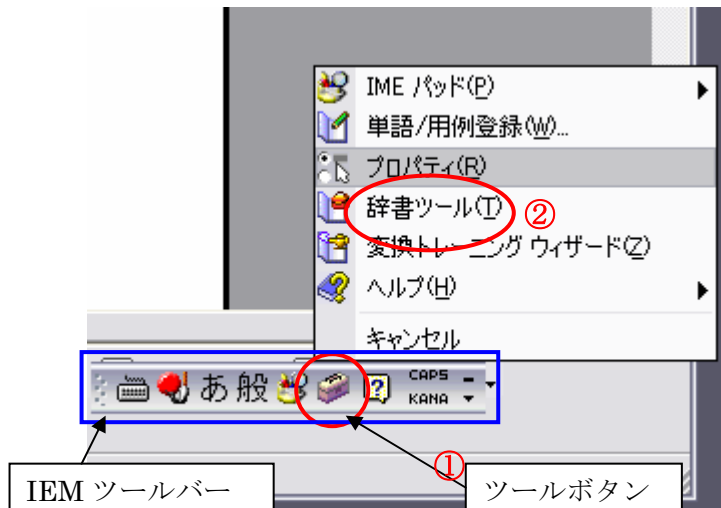 IME パッド(P)
単語/用例登録(W)...
プロパティ(R)
辞書ツール(T)
②
変換トレーニング ウィザード(Z)
ヘルプ(H)
キャンセル
あ 般 CAPS
KANA
①
IEM ツールバー
ツールボタン